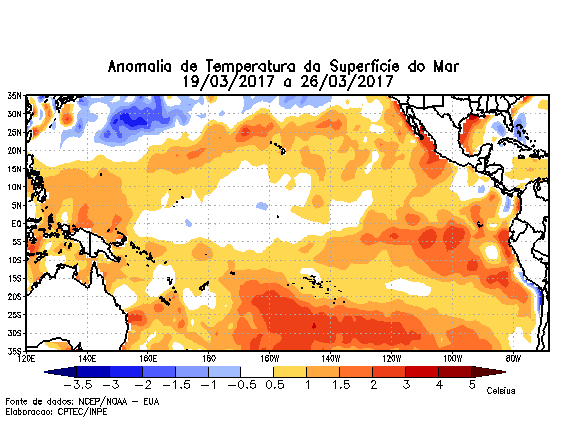 Anomalia de Temperatura da Superfície do Mar
19/03/2017 a 26/03/2017
35N
30N
25N
20N
15N
10N
5N
EQ
5S
10S
15S
20S
25S
30S
35S
120E 140E 160E 180 160W 140W 120W 100W 80W
-3.5 -3 -2 -1.5 -1 -0.5 0.5 1 1.5 2 3 4 5
Celsius
Fonte de dados: NCEP/NOAA - EUA
Elaboracao: CPTEC/INPE